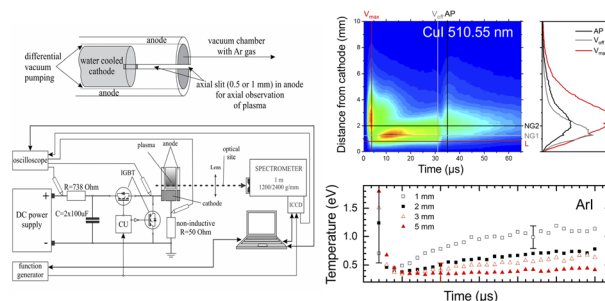 anode
differential
vacuum
pumping
water cooled
cathode
anode
vacuum chamber
with Ar gas
axial slit (0.5 or 1 mm) in anode
for axial observation
of plasma
oscilloscope
plasma
anode
optical
site
Lens
IGBT
R=738 Ohm
DC power
supply
+
-
C=2x100uF
CU
cathode
non-inductive
R=50 Ohm
SPECTROMETER
1 m
1200/2400 g/mm
ICCD
function
generator
Vmax
Voff AP
CuI 510.55 nm
Distance from cathode (mm)
10
8
6
4
2
0
0 10 20 30 40 50 60
Time (μs)
AP
Voff
Vmax
NG2
NG1
L
Temperature (eV)
1.5
1.0
0.5
1 mm
2 mm
3 mm
5 mm
ArI
Time (μs)